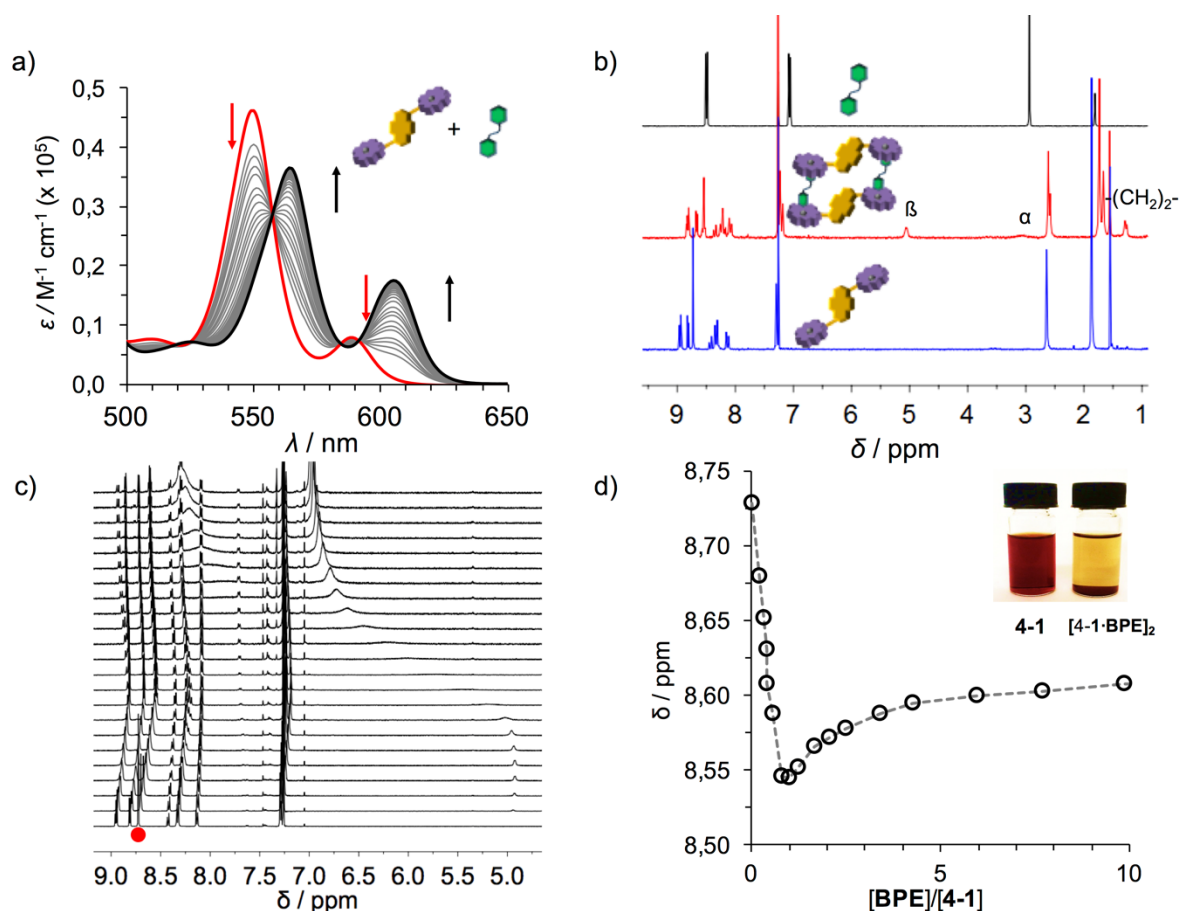 a)
0,5
0,4
0,3
0,2
0,1
0,0
500 550 600 650
λ / nm
ε / M⁻¹ cm⁻¹ (x 10⁵)
+
b)
ß
α
-(CH₂)₂-
9 8 7 6 5 4 3 2 1
δ / ppm
c)
9.0 8.5 8.0 7.5 7.0 6.5 6.0 5.5 5.0
δ / ppm
d)
8,75
8,70
8,65
8,60
8,55
8,50
δ / ppm
4-1 [4-1·BPE]₂
0 5 10
[BPE]/[4-1]